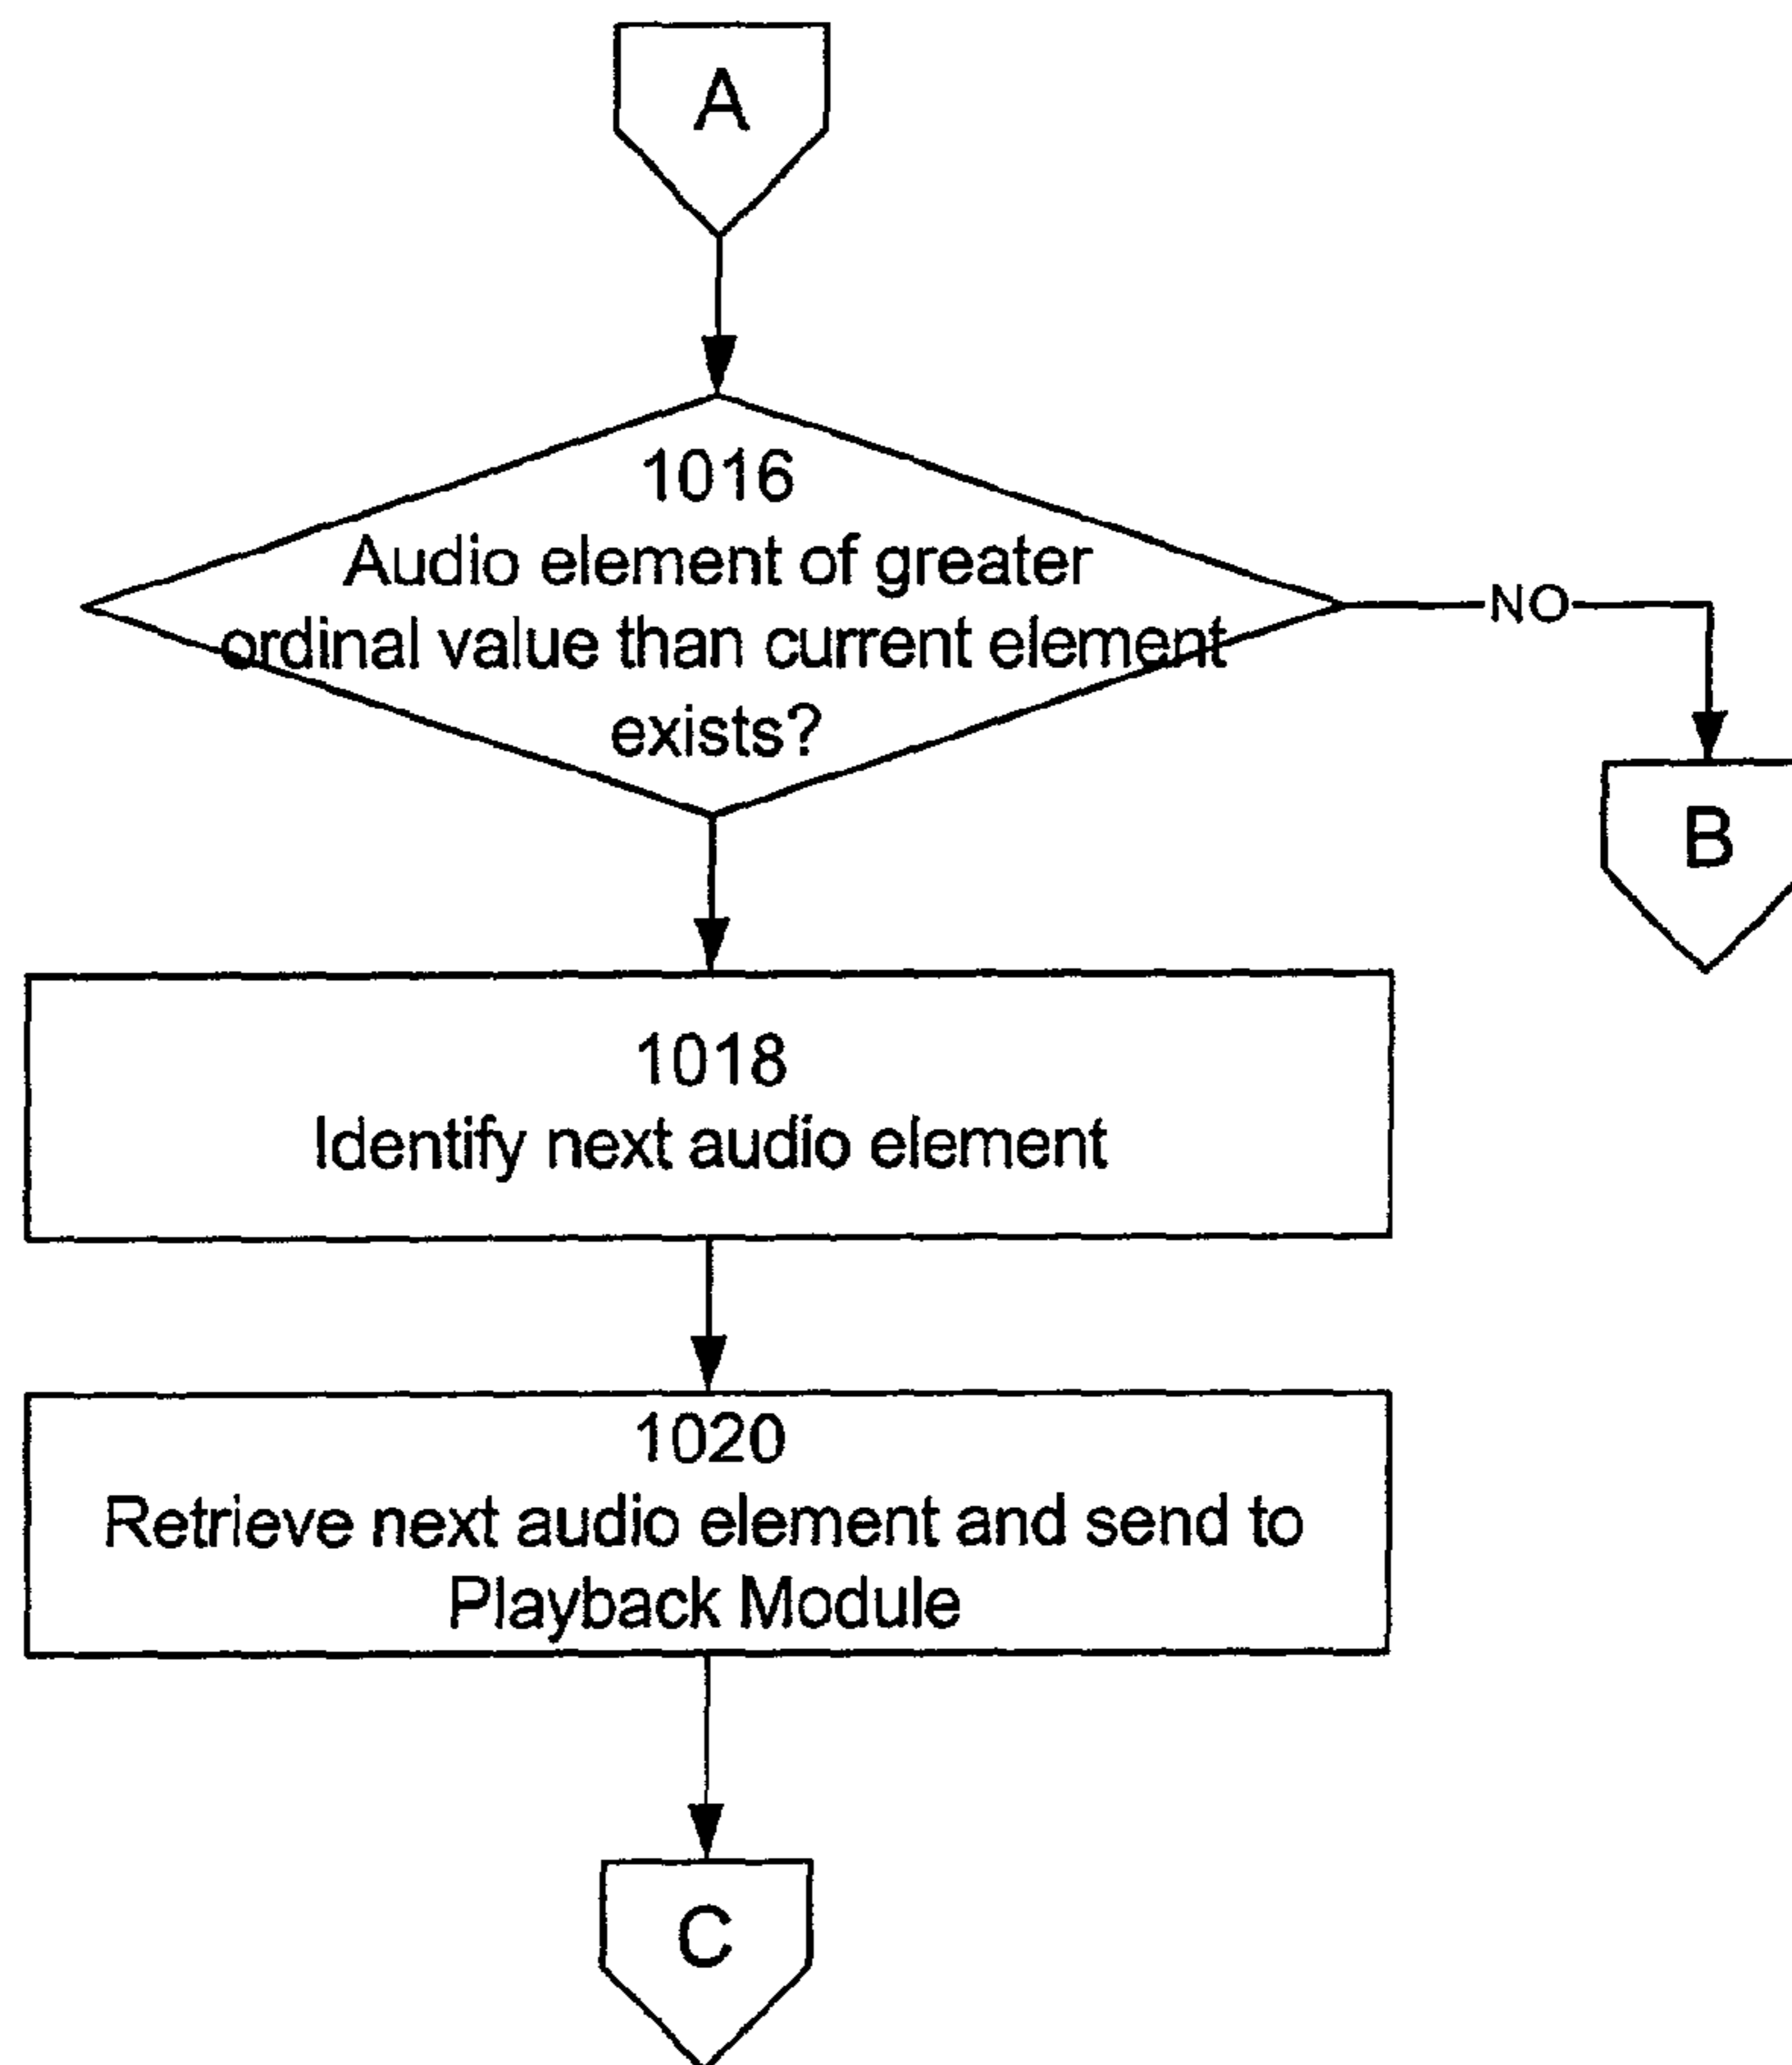 A
1016
Audio element of greater
ordinal value than current element
exists?
NO
B
1018
Identify next audio element
1020
Retrieve next audio element and send to
Playback Module
C